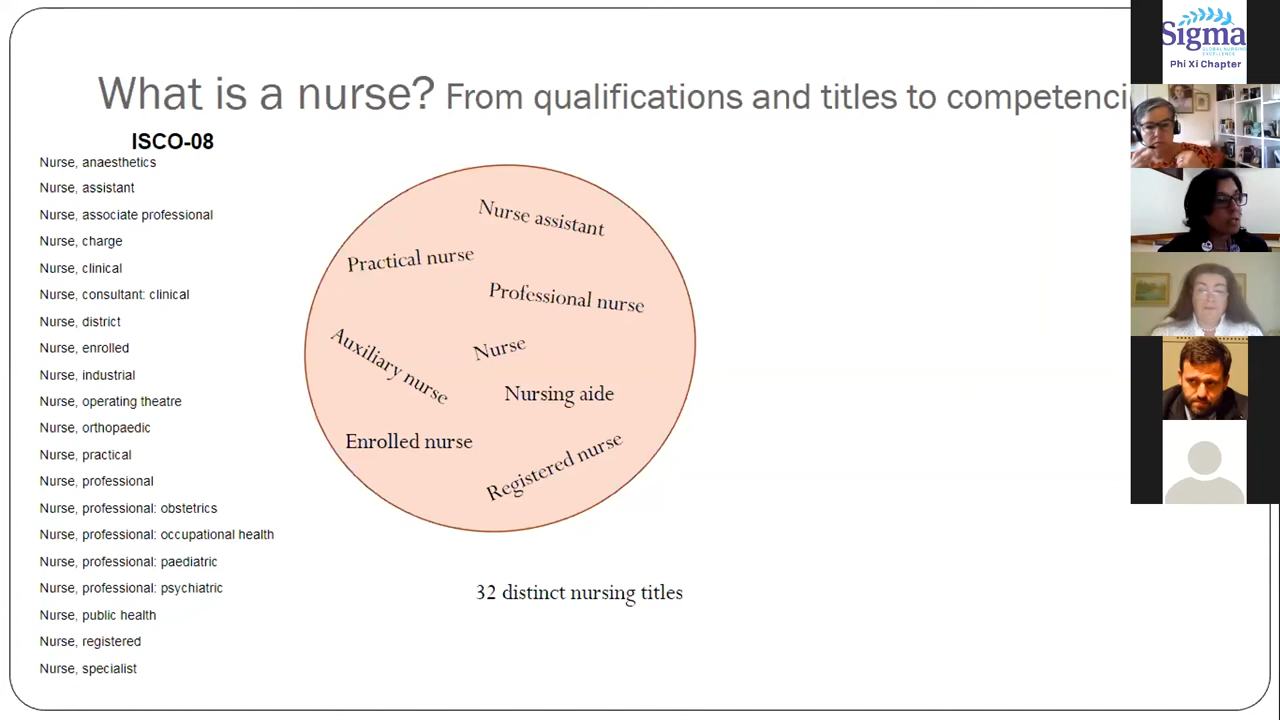 What is a nurse? From qualifications and titles to competenci
ISCO-08
Nurse, anaesthetics
Nurse, assistant
Nurse, associate professional
Nurse, charge
Nurse, clinical
Nurse, consultant: clinical
Nurse, district
Nurse, enrolled
Nurse, industrial
Nurse, operating theatre
Nurse, orthopaedic
Nurse, practical
Nurse, professional
Nurse, professional: obstetrics
Nurse, professional: occupational health
Nurse, professional: paediatric
Nurse, professional: psychiatric
Nurse, public health
Nurse, registered
Nurse, specialist
Nurse assistant
Practical nurse
Professional nurse
Auxiliary nurse
Nurse
Nursing aide
Enrolled nurse
Registered nurse
32 distinct nursing titles
Sigma
GLOBAL NURSING
EXCELLENCE
Phi Xi Chapter